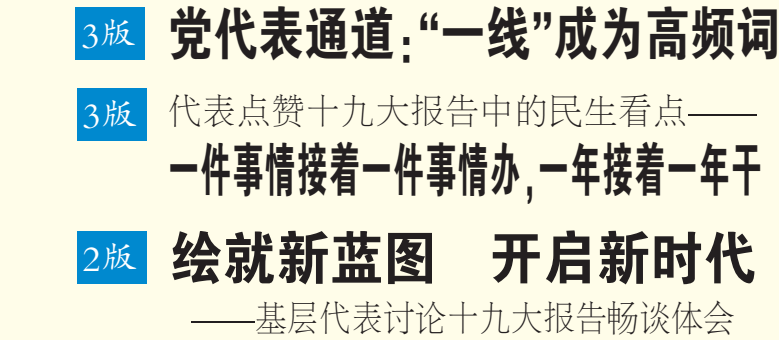 3版 党代表通道：“一线”成为高频词
3版 代表点赞十九大报告中的民生看点——
一件事情接着一件事情办，一年接着一年干
2版 绘就新蓝图 开启新时代
——基层代表讨论十九大报告畅谈体会